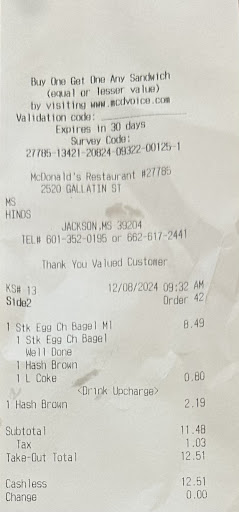 Buy One Get One Any Sandwich
(equal or lesser value)
by visiting www.mcdvoice.com
Validation code:
Expires in 30 days
Survey Code:
27785-13421-20824-09322-00125-1
McDonald's Restaurant #27785
2520 GALLATIN ST
MS
HINDS
JACKSON,MS 39204
TEL# 601-352-0195 or 662-617-2441
Thank You Valued Customer
KS# 13 12/08/2024 09:32 AM
Side2 Order 42
1 Stk Egg Ch Bagel Ml 8.49
1 Stk Egg Ch Bagel
Well Done
1 Hash Brown
1 L Coke 0.80
<Drink Upcharge>
1 Hash Brown 2.19
Subtotal 11.48
Tax 1.03
Take-Out Total 12.51
Cashless 12.51
Change 0.00